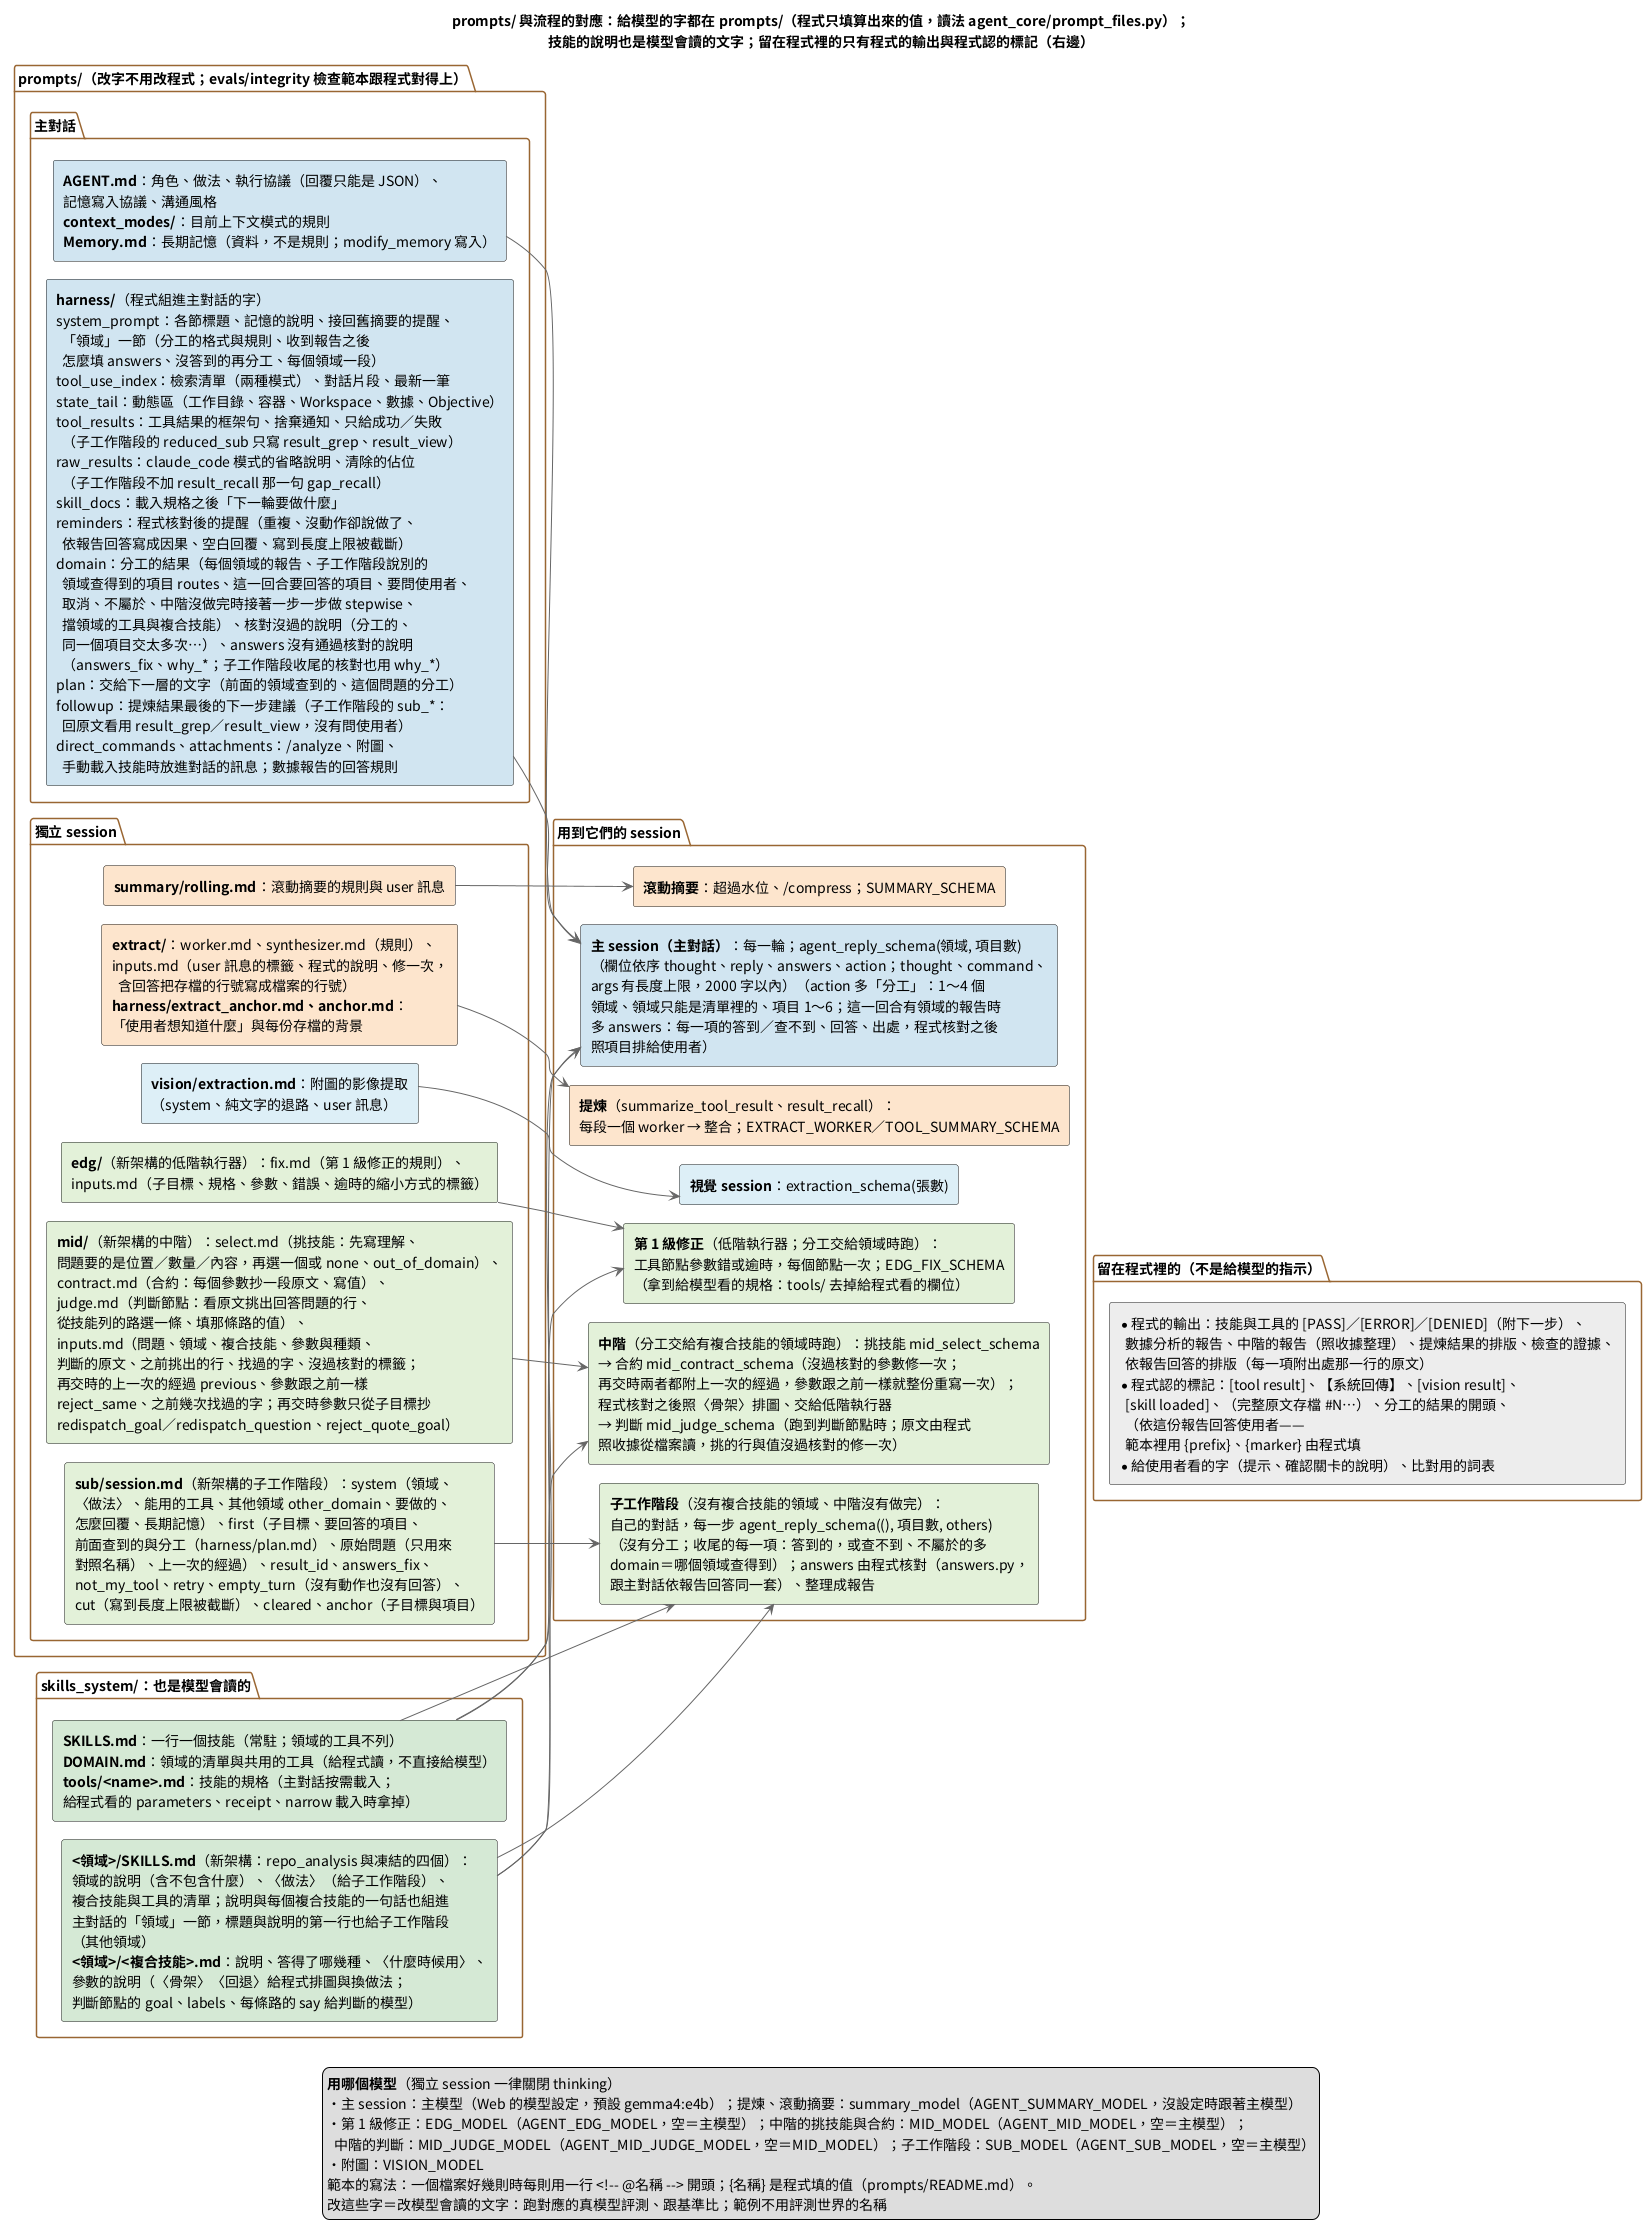 prompts/ 與流程的對應：給模型的字都在 prompts/（程式只填算出來的值，讀法 agent_core/prompt_files.py）；
技能的說明也是模型會讀的文字；留在程式裡的只有程式的輸出與程式認的標記（右邊）
prompts/（改字不用改程式；evals/integrity 檢查範本跟程式對得上）
主對話
AGENT.md：角色、做法、執行協議（回覆只能是 JSON）、
記憶寫入協議、溝通風格
context_modes/：目前上下文模式的規則
Memory.md：長期記憶（資料，不是規則；modify_memory 寫入）
harness/（程式組進主對話的字）
system_prompt：各節標題、記憶的說明、接回舊摘要的提醒、
「領域」一節（分工的格式與規則、收到報告之後
怎麼填 answers、沒答到的再分工、每個領域一段）
tool_use_index：檢索清單（兩種模式）、對話片段、最新一筆
state_tail：動態區（工作目錄、容器、Workspace、數據、Objective）
tool_results：工具結果的框架句、捨棄通知、只給成功／失敗
（子工作階段的 reduced_sub 只寫 result_grep、result_view）
raw_results：claude_code 模式的省略說明、清除的佔位
（子工作階段不加 result_recall 那一句 gap_recall）
skill_docs：載入規格之後「下一輪要做什麼」
reminders：程式核對後的提醒（重複、沒動作卻說做了、
依報告回答寫成因果、空白回覆、寫到長度上限被截斷）
domain：分工的結果（每個領域的報告、子工作階段說別的
領域查得到的項目 routes、這一回合要回答的項目、要問使用者、
取消、不屬於、中階沒做完時接著一步一步做 stepwise、
擋領域的工具與複合技能）、核對沒過的說明（分工的、
同一個項目交太多次…）、answers 沒有通過核對的說明
（answers_fix、why_*；子工作階段收尾的核對也用 why_*）
plan：交給下一層的文字（前面的領域查到的、這個問題的分工）
followup：提煉結果最後的下一步建議（子工作階段的 sub_*：
回原文看用 result_grep／result_view，沒有問使用者）
direct_commands、attachments：/analyze、附圖、
手動載入技能時放進對話的訊息；數據報告的回答規則
獨立 session
summary/rolling.md：滾動摘要的規則與 user 訊息
extract/：worker.md、synthesizer.md（規則）、
inputs.md（user 訊息的標籤、程式的說明、修一次，
含回答把存檔的行號寫成檔案的行號）
harness/extract_anchor.md、anchor.md：
「使用者想知道什麼」與每份存檔的背景
vision/extraction.md：附圖的影像提取
（system、純文字的退路、user 訊息）
edg/（新架構的低階執行器）：fix.md（第 1 級修正的規則）、
inputs.md（子目標、規格、參數、錯誤、逾時的縮小方式的標籤）
mid/（新架構的中階）：select.md（挑技能：先寫理解、
問題要的是位置／數量／內容，再選一個或 none、out_of_domain）、
contract.md（合約：每個參數抄一段原文、寫值）、
judge.md（判斷節點：看原文挑出回答問題的行、
從技能列的路選一條、填那條路的值）、
inputs.md（問題、領域、複合技能、參數與種類、
判斷的原文、之前挑出的行、找過的字、沒過核對的標籤；
再交時的上一次的經過 previous、參數跟之前一樣
reject_same、之前幾次找過的字；再交時參數只從子目標抄
redispatch_goal／redispatch_question、reject_quote_goal）
sub/session.md（新架構的子工作階段）：system（領域、
〈做法〉、能用的工具、其他領域 other_domain、要做的、
怎麼回覆、長期記憶）、first（子目標、要回答的項目、
前面查到的與分工（harness/plan.md）、原始問題（只用來
對照名稱）、上一次的經過）、result_id、answers_fix、
not_my_tool、retry、empty_turn（沒有動作也沒有回答）、
cut（寫到長度上限被截斷）、cleared、anchor（子目標與項目）
用到它們的 session
滾動摘要：超過水位、/compress；SUMMARY_SCHEMA
主 session（主對話）：每一輪；agent_reply_schema(領域, 項目數)
（欄位依序 thought、reply、answers、action；thought、command、
args 有長度上限，2000 字以內）（action 多「分工」：1～4 個
領域、領域只能是清單裡的、項目 1～6；這一回合有領域的報告時
多 answers：每一項的答到／查不到、回答、出處，程式核對之後
照項目排給使用者）
提煉（summarize_tool_result、result_recall）：
每段一個 worker → 整合；EXTRACT_WORKER／TOOL_SUMMARY_SCHEMA
視覺 session：extraction_schema(張數)
第 1 級修正（低階執行器；分工交給領域時跑）：
工具節點參數錯或逾時，每個節點一次；EDG_FIX_SCHEMA
（拿到給模型看的規格：tools/ 去掉給程式看的欄位）
中階（分工交給有複合技能的領域時跑）：挑技能 mid_select_schema
→ 合約 mid_contract_schema（沒過核對的參數修一次；
再交時兩者都附上一次的經過，參數跟之前一樣就整份重寫一次）；
程式核對之後照〈骨架〉排圖、交給低階執行器
→ 判斷 mid_judge_schema（跑到判斷節點時；原文由程式
照收據從檔案讀，挑的行與值沒過核對的修一次）
子工作階段（沒有複合技能的領域、中階沒有做完）：
自己的對話，每一步 agent_reply_schema((), 項目數, others)
（沒有分工；收尾的每一項：答到的，或查不到、不屬於的多
domain＝哪個領域查得到）；answers 由程式核對（answers.py，
跟主對話依報告回答同一套）、整理成報告
留在程式裡的（不是給模型的指示）
• 程式的輸出：技能與工具的 [PASS]／[ERROR]／[DENIED]（附下一步）、
數據分析的報告、中階的報告（照收據整理）、提煉結果的排版、檢查的證據、
依報告回答的排版（每一項附出處那一行的原文）
• 程式認的標記：[tool result]、【系統回傳】、[vision result]、
[skill loaded]、（完整原文存檔 #N…）、分工的結果的開頭、
（依這份報告回答使用者——
範本裡用 {prefix}、{marker} 由程式填
• 給使用者看的字（提示、確認關卡的說明）、比對用的詞表
skills_system/：也是模型會讀的
SKILLS.md：一行一個技能（常駐；領域的工具不列）
DOMAIN.md：領域的清單與共用的工具（給程式讀，不直接給模型）
tools/<name>.md：技能的規格（主對話按需載入；
給程式看的 parameters、receipt、narrow 載入時拿掉）
<領域>/SKILLS.md（新架構：repo_analysis 與凍結的四個）：
領域的說明（含不包含什麼）、〈做法〉（給子工作階段）、
複合技能與工具的清單；說明與每個複合技能的一句話也組進
主對話的「領域」一節，標題與說明的第一行也給子工作階段
（其他領域）
<領域>/<複合技能>.md：說明、答得了哪幾種、〈什麼時候用〉、
參數的說明（〈骨架〉〈回退〉給程式排圖與換做法；
判斷節點的 goal、labels、每條路的 say 給判斷的模型）
用哪個模型（獨立 session 一律關閉 thinking）
・主 session：主模型（Web 的模型設定，預設 gemma4:e4b）；提煉、滾動摘要：summary_model（AGENT_SUMMARY_MODEL，沒設定時跟著主模型）
・第 1 級修正：EDG_MODEL（AGENT_EDG_MODEL，空＝主模型）；中階的挑技能與合約：MID_MODEL（AGENT_MID_MODEL，空＝主模型）；
中階的判斷：MID_JUDGE_MODEL（AGENT_MID_JUDGE_MODEL，空＝MID_MODEL）；子工作階段：SUB_MODEL（AGENT_SUB_MODEL，空＝主模型）
・附圖：VISION_MODEL
範本的寫法：一個檔案好幾則時每則用一行 <!-- @名稱 --> 開頭；{名稱} 是程式填的值（prompts/README.md）。
改這些字＝改模型會讀的文字：跑對應的真模型評測、跟基準比；範例不用評測世界的名稱